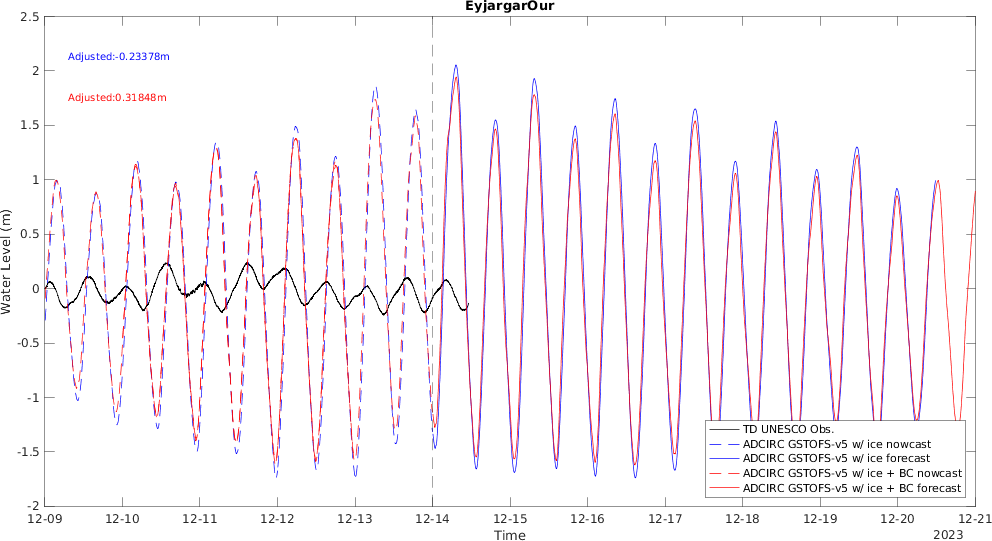 EyjargarOur
Adjusted:-0.23378m
Adjusted:0.31848m
Water Level (m)
2.5
2
1.5
1
0.5
0
-0.5
-1
-1.5
-2
TD UNESCO Obs.
ADCIRC GSTOFS-v5 w/ ice nowcast
ADCIRC GSTOFS-v5 w/ ice forecast
ADCIRC GSTOFS-v5 w/ ice + BC nowcast
ADCIRC GSTOFS-v5 w/ ice + BC forecast
12-09 12-10 12-11 12-12 12-13 12-14 12-15 12-16 12-17 12-18 12-19 12-20 12-21
Time
2023